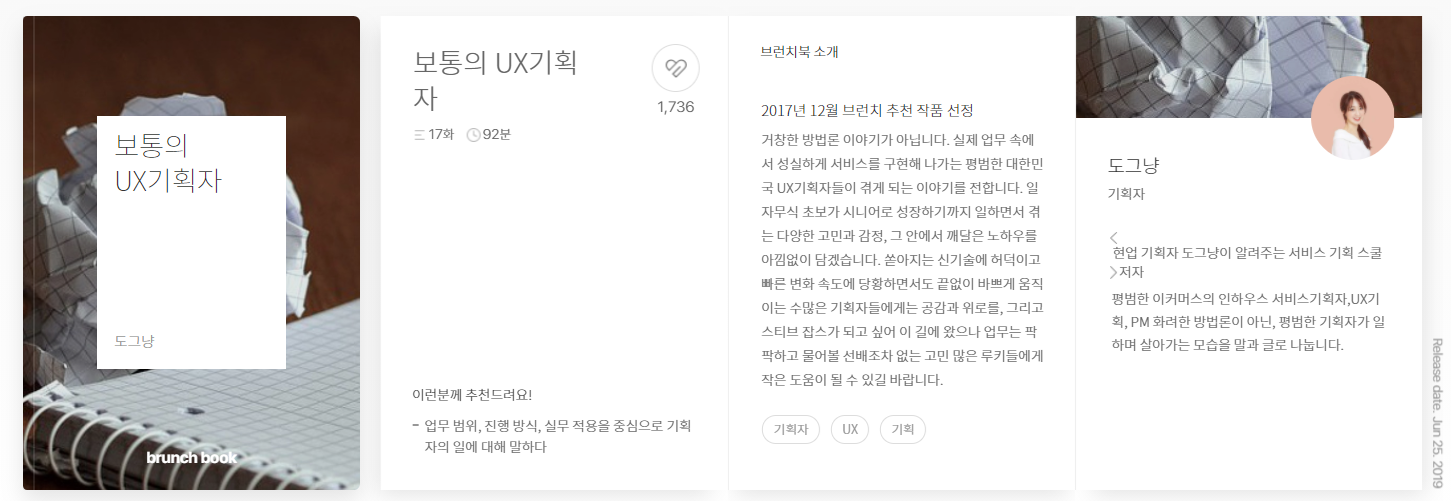 보통의
UX기획자
도그냥
brunch book
보통의 UX기획
자
1,736
17화 92분
이런분께 추천드려요!
- 업무 범위, 진행 방식, 실무 적용을 중심으로 기획
자의 일에 대해 말하다
브런치북 소개
2017년 12월 브런치 추천 작품 선정
거창한 방법론 이야기가 아닙니다. 실제 업무 속에
서 성실하게 서비스를 구현해 나가는 평범한 대한민
국 UX기획자들이 겪게 되는 이야기를 전합니다. 일
자무식 초보가 시니어로 성장하기까지 일하면서 겪
는 다양한 고민과 감정, 그 안에서 깨달은 노하우를
아낌없이 담겠습니다. 쏟아지는 신기술에 허덕이고
빠른 변화 속도에 당황하면서도 끝없이 바쁘게 움직
이는 수많은 기획자들에게는 공감과 위로를, 그리고
스티브 잡스가 되고 싶어 이 길에 왔으나 업무는 팍
팍하고 물어볼 선배조차 없는 고민 많은 루키들에게
작은 도움이 될 수 있길 바랍니다.
기획자 UX 기획
도그냥
기획자
현업 기획자 도그냥이 알려주는 서비스 기획 스쿨
저자
평범한 이커머스의 인하우스 서비스기획자,UX기
획, PM 화려한 방법론이 아닌, 평범한 기획자가 일
하며 살아가는 모습을 말과 글로 나눕니다.
Release date. Jun 25. 2019